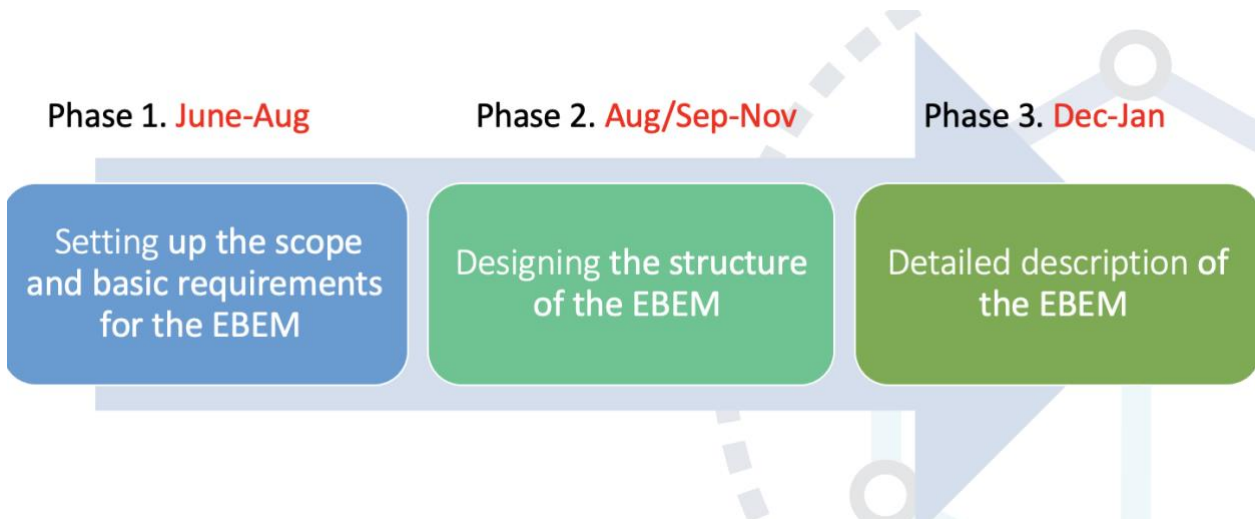 Phase 1. June-Aug
Phase 2. Aug/Sep-Nov
Phase 3. Dec-Jan
Setting up the scope
and basic requirements
for the EBEM
Designing the structure
of the EBEM
Detailed description of
the EBEM